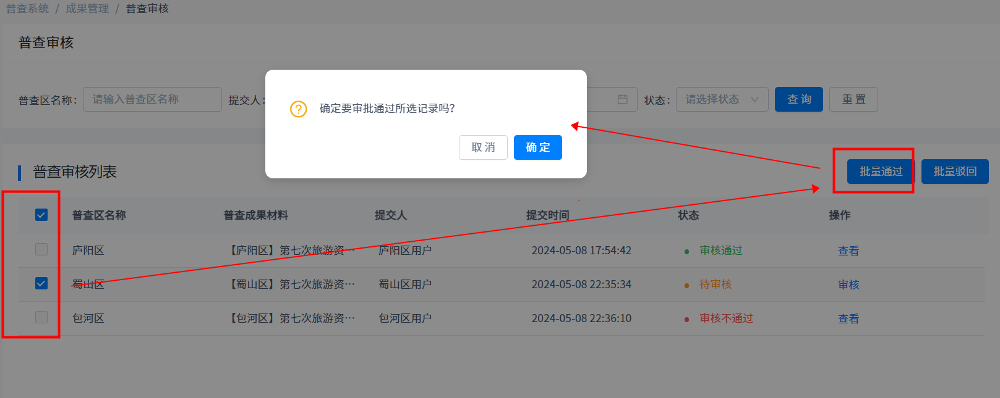 普查系统 / 成果管理 / 普查审核
普查审核
普查区名称: 请输入普查区名称 提交人: 状态: 请选择状态 查 询 重 置
确定要审批通过所选记录吗?
取 消 确 定
普查审核列表 批量通过 批量驳回
普查区名称 普查成果材料 提交人 提交时间 状态 操作
庐阳区 【庐阳区】第七次旅游资… 庐阳区用户 2024-05-08 17:54:42 审核通过 查看
蜀山区 【蜀山区】第七次旅游资… 蜀山区用户 2024-05-08 22:35:34 待审核 审核
包河区 【包河区】第七次旅游资… 包河区用户 2024-05-08 22:36:10 审核不通过 查看